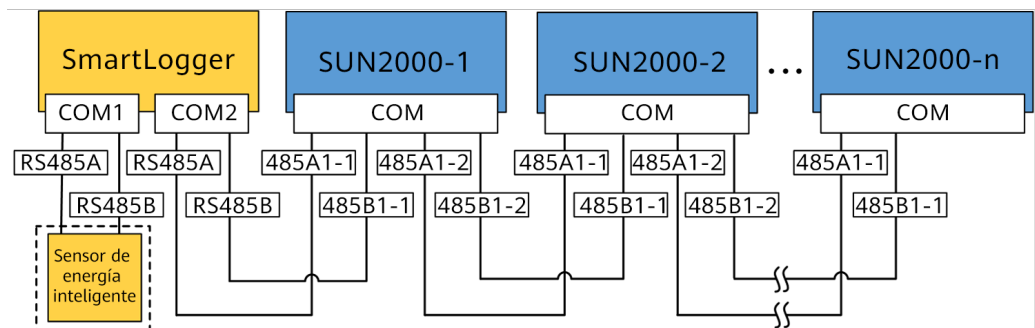 SmartLogger
SUN2000-1
SUN2000-2
...
SUN2000-n
COM1
COM2
COM
COM
COM
RS485A
RS485A
485A1-1
485A1-2
485A1-1
485A1-2
485A1-1
RS485B
RS485B
485B1-1
485B1-2
485B1-1
485B1-2
485B1-1
Sensor de
energía
inteligente